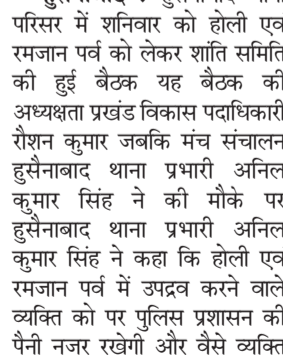 परिसर में शनिवार को होली एव
रमजान पर्व को लेकर शांति समिति
की हुई बैठक यह बैठक की
अध्यक्षता प्रखंड विकास पदाधिकारी
रौशन कुमार जबकि मंच संचालन
हुसैनाबाद थाना प्रभारी अनिल
कुमार सिंह ने की मौके पर
हुसैनाबाद थाना प्रभारी अनिल
कुमार सिंह ने कहा कि होली एव
रमजान पर्व में उपद्रव करने वाले
व्यक्ति को पर पुलिस प्रशासन की
पैनी नजर रखेगी और वैसे व्यक्ति